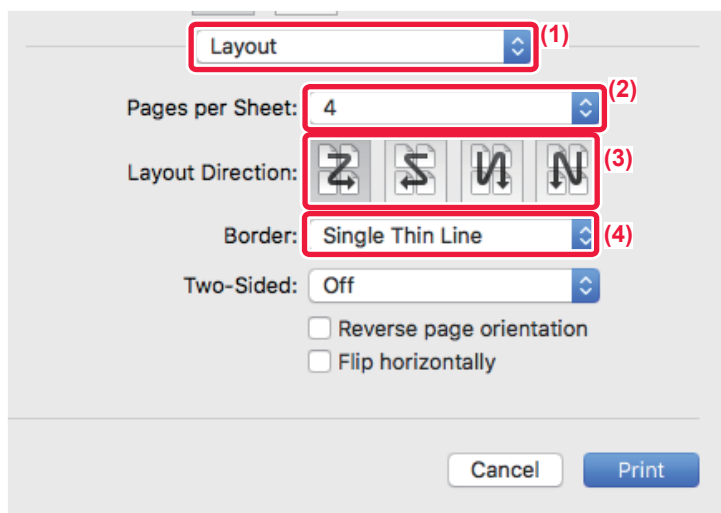 Layout (1)
Pages per Sheet: 4 (2)
Layout Direction: (3)
Border: Single Thin Line (4)
Two-Sided: Off
Reverse page orientation
Flip horizontally
Cancel Print